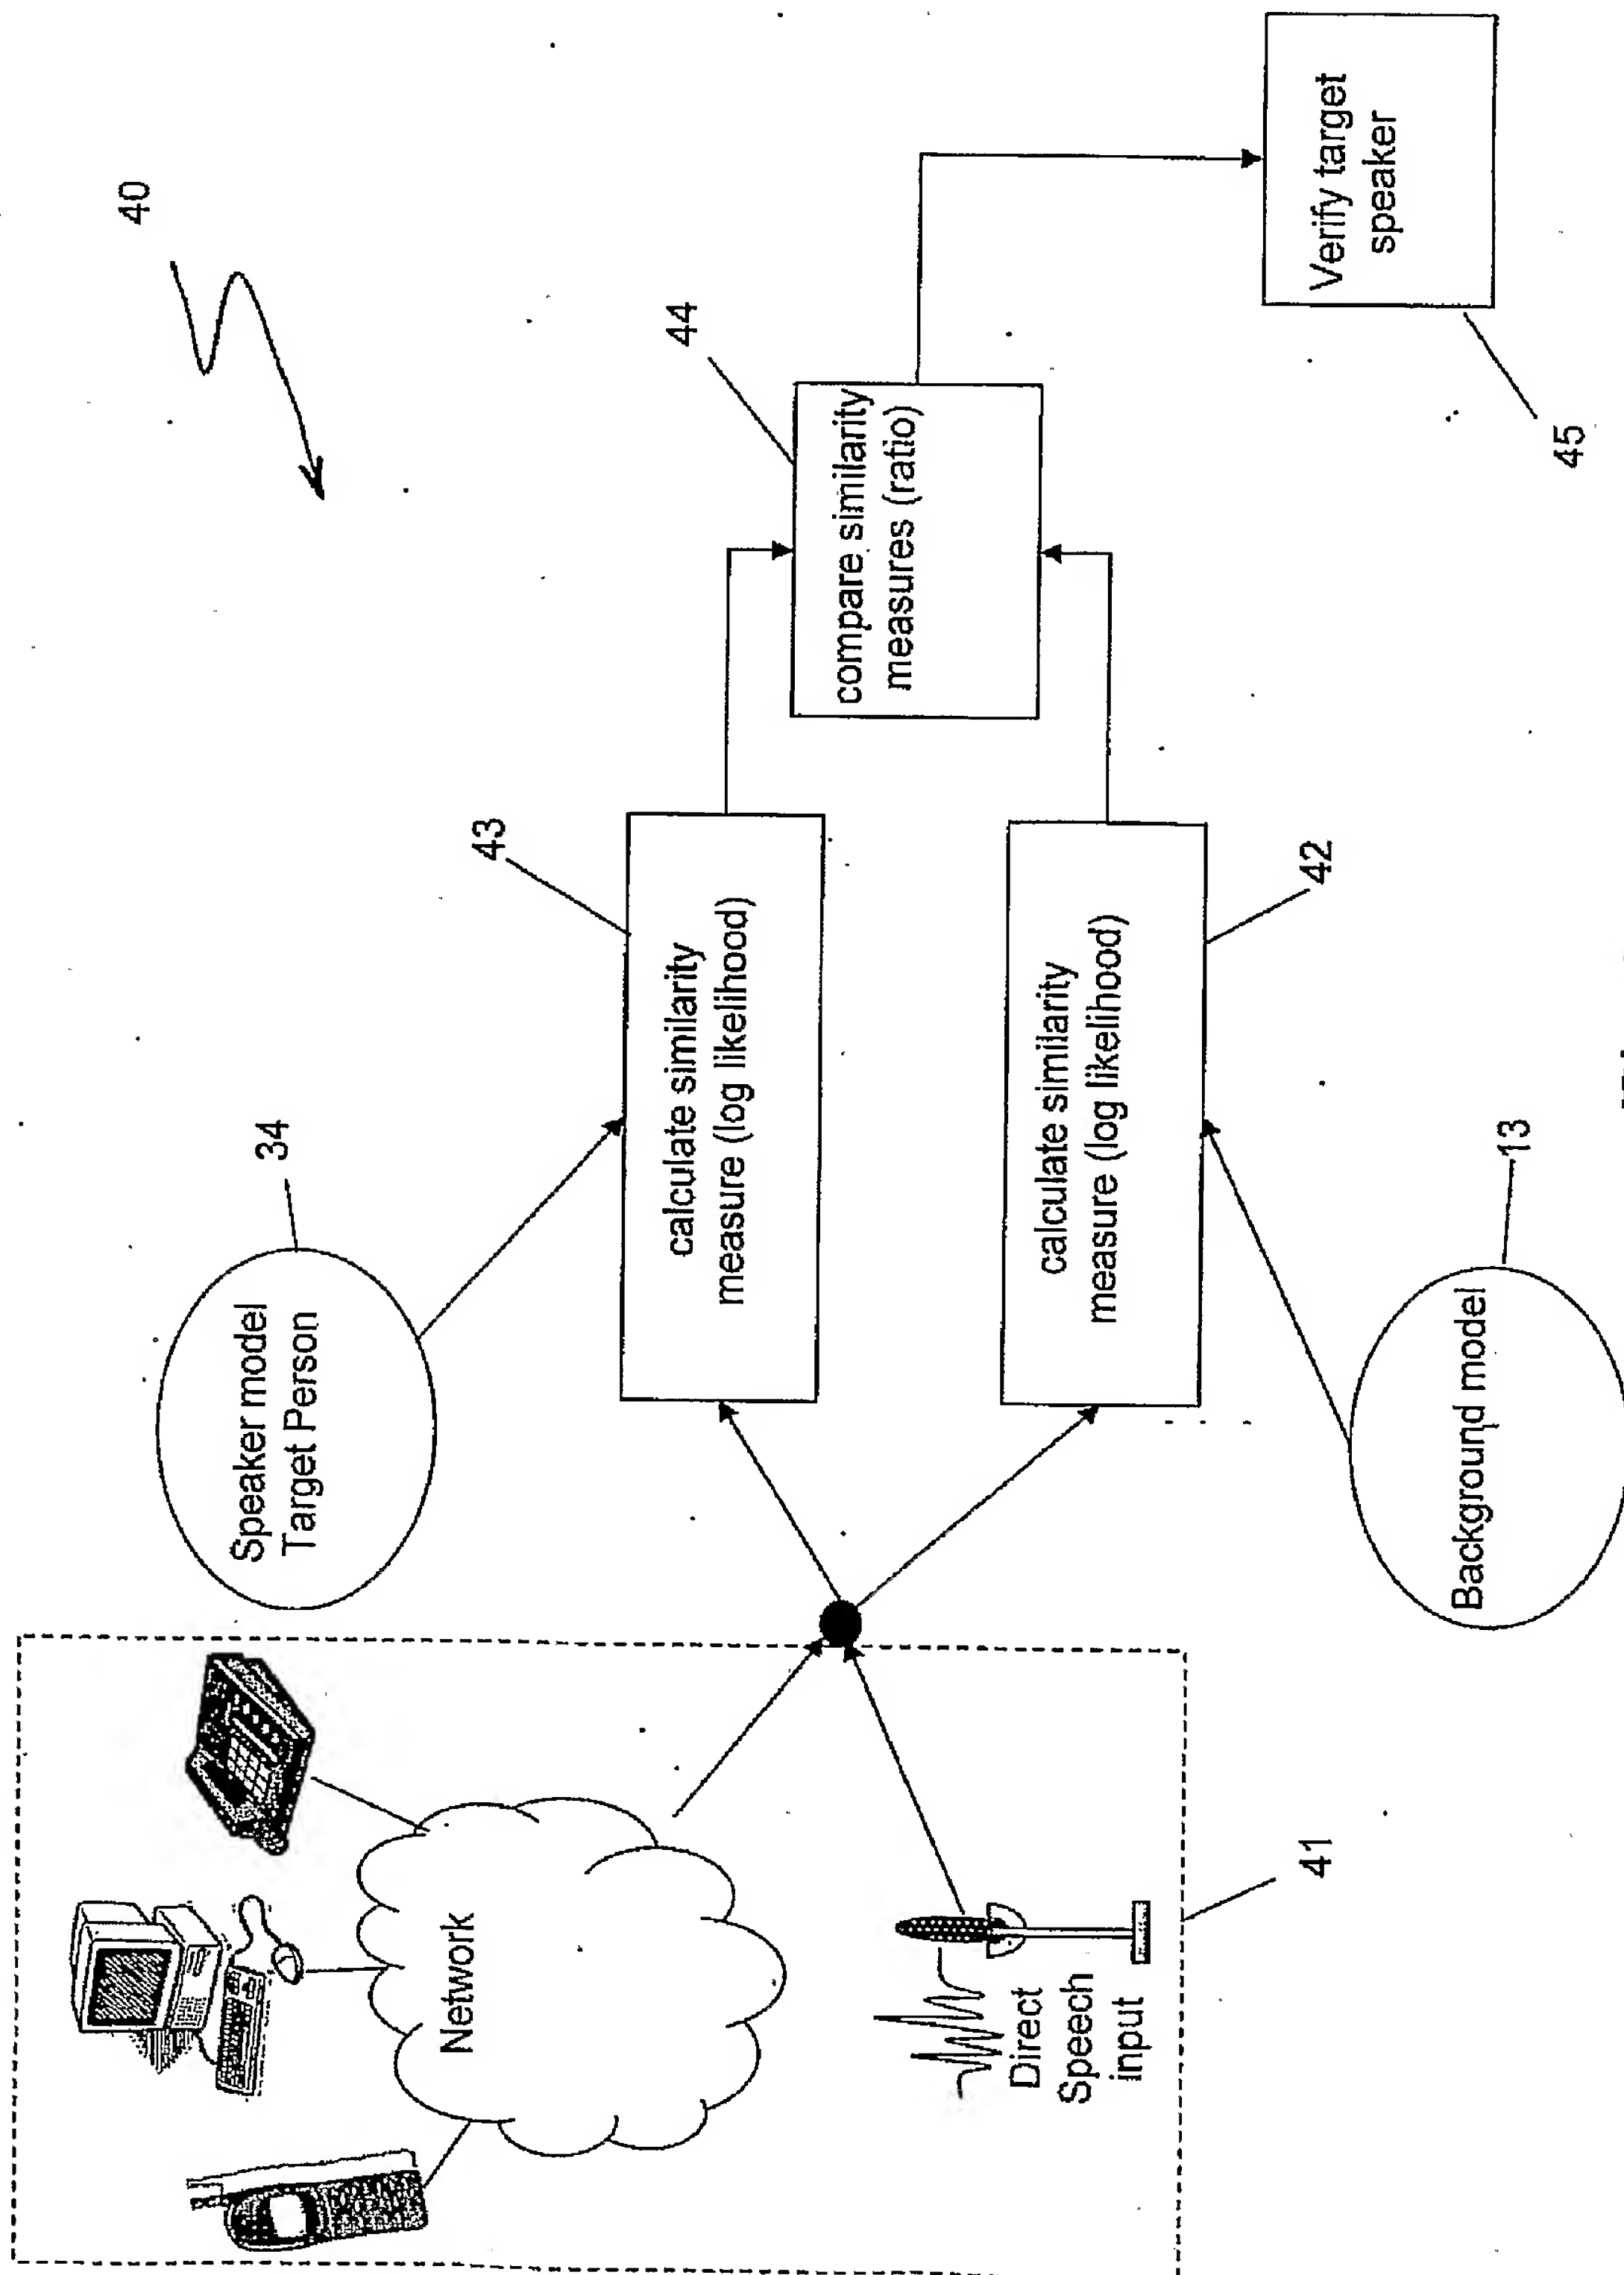 40
34
Speaker model
Target Person
43
calculate similarity
measure (log likelihood)
44
compare similarity
measures (ratio)
Verify target
speaker
45
Network
Direct
Speech
input
41
calculate similarity
measure (log likelihood)
42
Background model
13